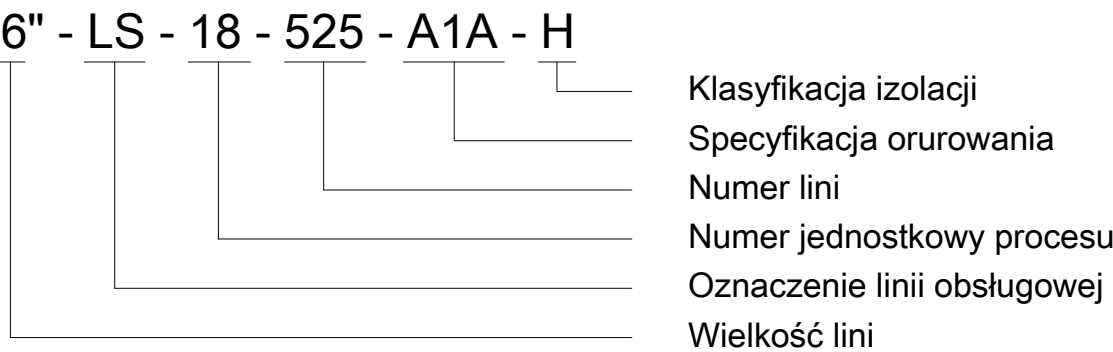 6" - LS - 18 - 525 - A1A - H
Klasyfikacja izolacji
Specyfikacja orurowania
Numer lini
Numer jednostkowy procesu
Oznaczenie linii obsługowej
Wielkość lini